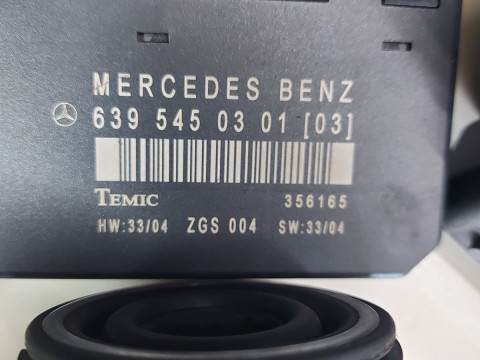 MERCEDES BENZ
639 545 03 01 [03]
TEMIC 356165
HW:33/04 ZGS 004 SW:33/04